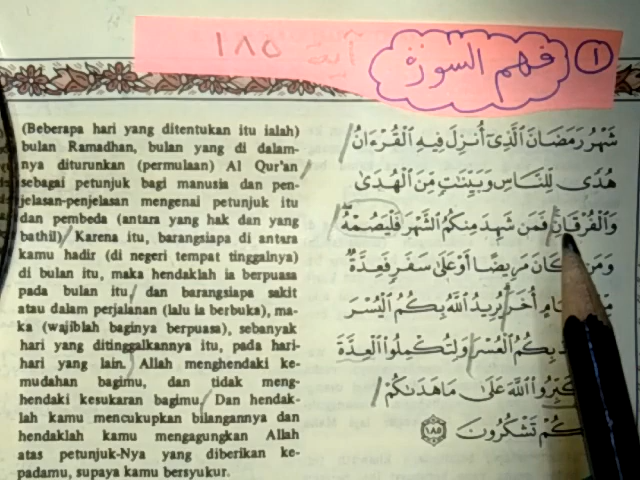 ١
فهم السورة
آية ١٨٥
(Beberapa hari yang ditentukan itu ialah)
bulan Ramadhan, bulan yang di dalam-
nya diturunkan (permulaan) Al Qur'an
sebagai petunjuk bagi manusia dan pen-
jelasan-penjelasan mengenai petunjuk itu
dan pembeda (antara yang hak dan yang
bathil). Karena itu, barangsiapa di antara
kamu hadir (di negeri tempat tinggalnya)
di bulan itu, maka hendaklah ia berpuasa
pada bulan itu, dan barangsiapa sakit
atau dalam perjalanan (lalu ia berbuka), ma-
ka (wajiblah baginya berpuasa), sebanyak
hari yang ditinggalkannya itu, pada hari-
hari yang lain. Allah menghendaki ke-
mudahan bagimu, dan tidak meng-
hendaki kesukaran bagimu. Dan hendak-
lah kamu mencukupkan bilangannya dan
hendaklah kamu mengagungkan Allah
atas petunjuk-Nya yang diberikan ke-
padamu, supaya kamu bersyukur.
شَهْرُ رَمَضَانَ الَّذِىٓ أُنزِلَ فِيهِ الْقُرْءَانُ
هُدًى لِّلنَّاسِ وَبَيِّنَٰتٍ مِّنَ الْهُدَىٰ
وَالْفُرْقَانِ فَمَن شَهِدَ مِنكُمُ الشَّهْرَ فَلْيَصُمْهُ
كَانَ مَرِيضًا أَوْ عَلَىٰ سَفَرٍ فَعِدَّةٌ
أُخَرَ يُرِيدُ اللَّهُ بِكُمُ الْيُسْرَ
بِكُمُ الْعُسْرَ وَلِتُكْمِلُوا الْعِدَّةَ
اللَّهَ عَلَىٰ مَا هَدَىٰكُمْ
تَشْكُرُونَ ١٨٥